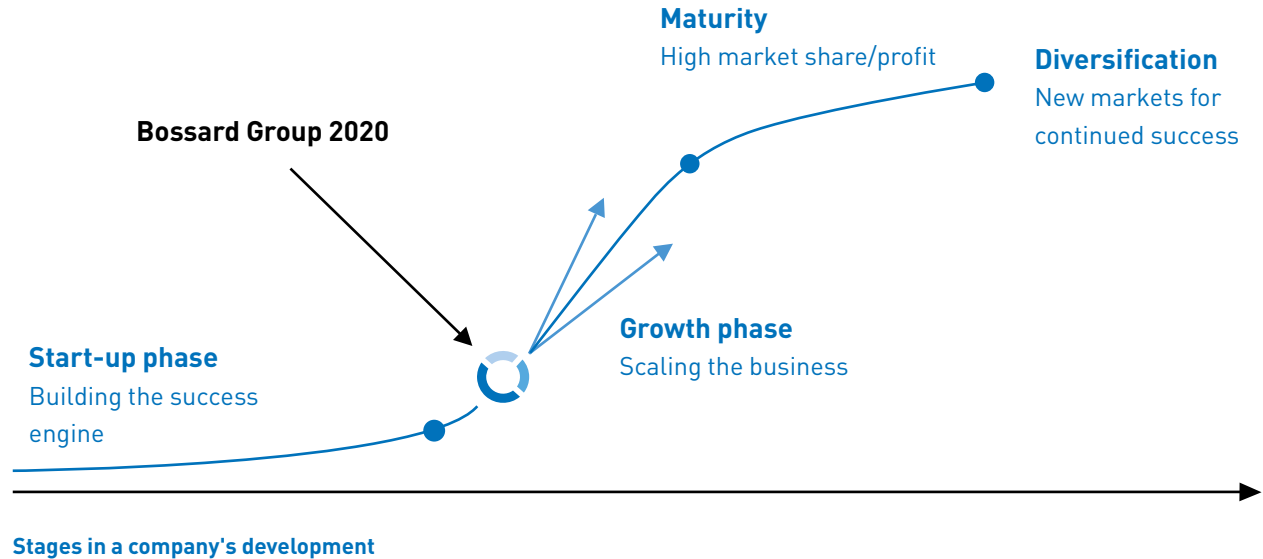 Maturity
High market share/profit
Diversification
New markets for
continued success
Bossard Group 2020
Growth phase
Scaling the business
Start-up phase
Building the success
engine
Stages in a company's development